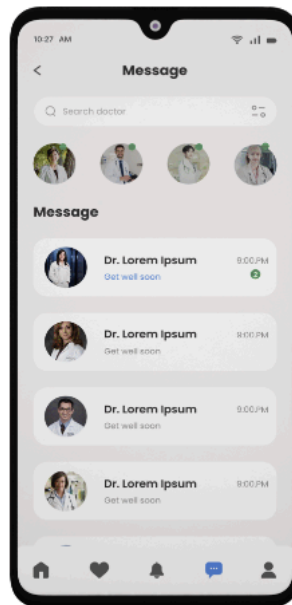 10:27 AM
Message
Search doctor
Message
Dr. Lorem Ipsum
9:00.PM
Get well soon
2
Dr. Lorem Ipsum
9:00.PM
Get well soon
Dr. Lorem Ipsum
9:00.PM
Get well soon
Dr. Lorem Ipsum
9:00.PM
Get well soon